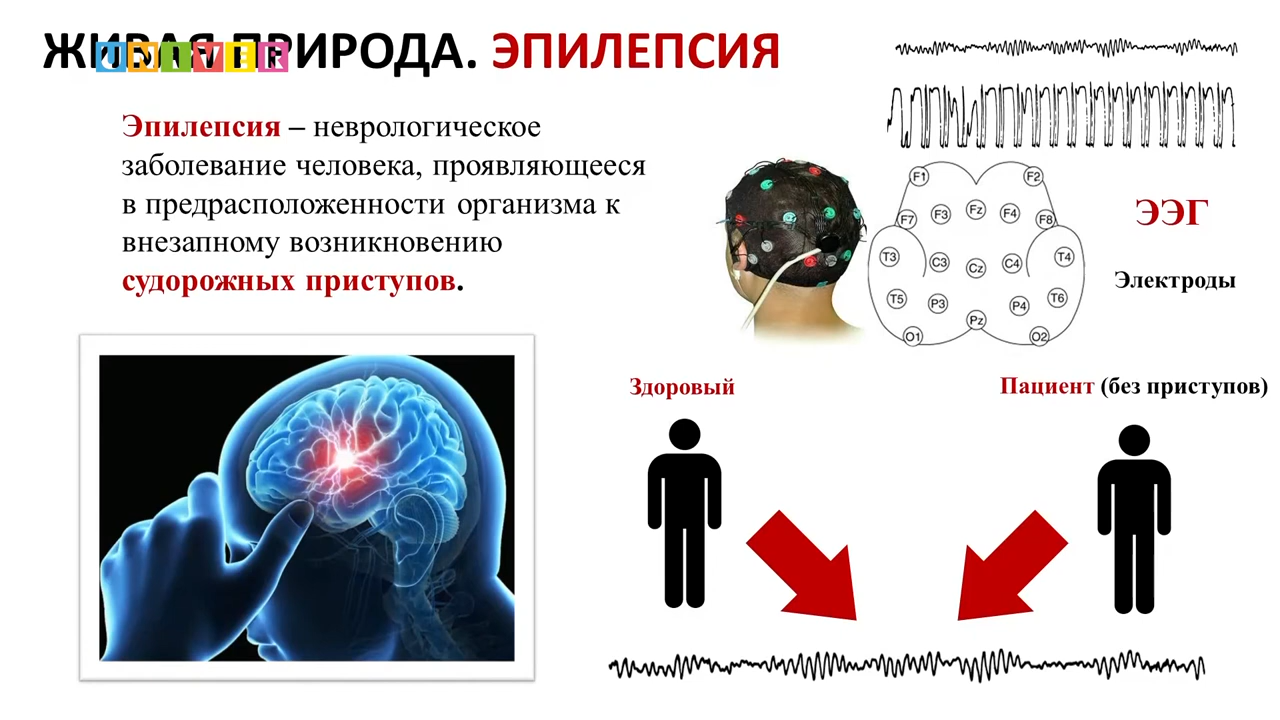 ЖИВАЯ ПРИРОДА. ЭПИЛЕПСИЯ
UNIVER
Эпилепсия – неврологическое
заболевание человека, проявляющееся
в предрасположенности организма к
внезапному возникновению
судорожных приступов.
F1 F2
F7 F3 Fz F4 F8
T3 C3 Cz C4 T4
T5 P3 P4 T6
Pz
O1 O2
ЭЭГ
Электроды
Здоровый
Пациент (без приступов)